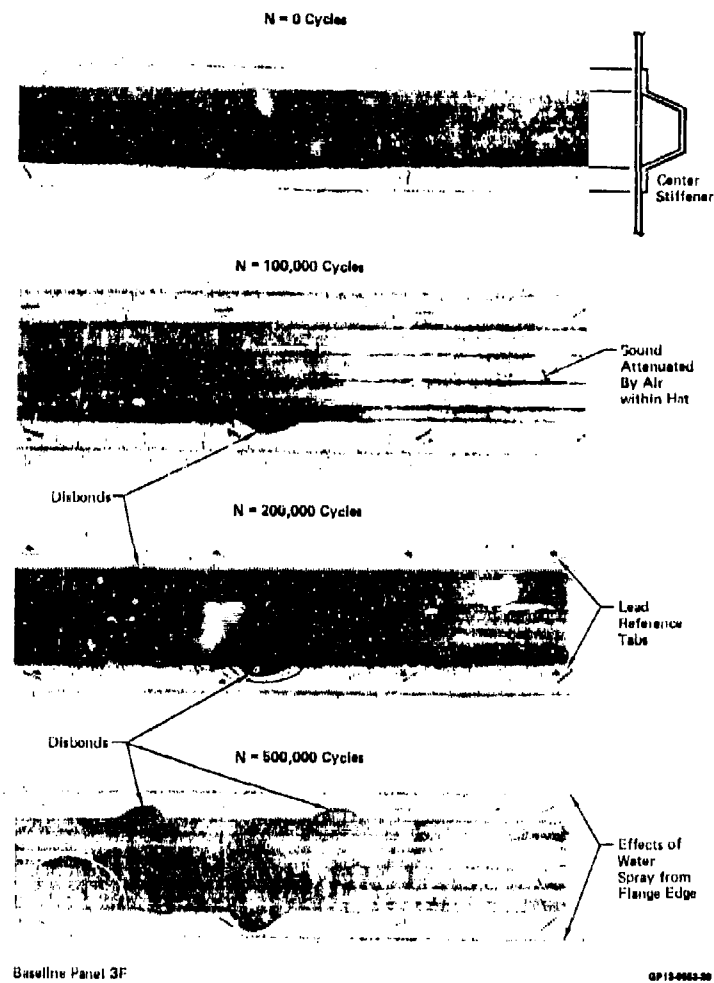 N = 0 Cycles
Center
Stiffener
N = 100,000 Cycles
Sound
Attenuated
By Air
within Hat
Disbonds
N = 200,000 Cycles
Lead
Reference
Tabs
Disbonds
N = 500,000 Cycles
Effects of
Water
Spray from
Flange Edge
Baseline Panel 3F